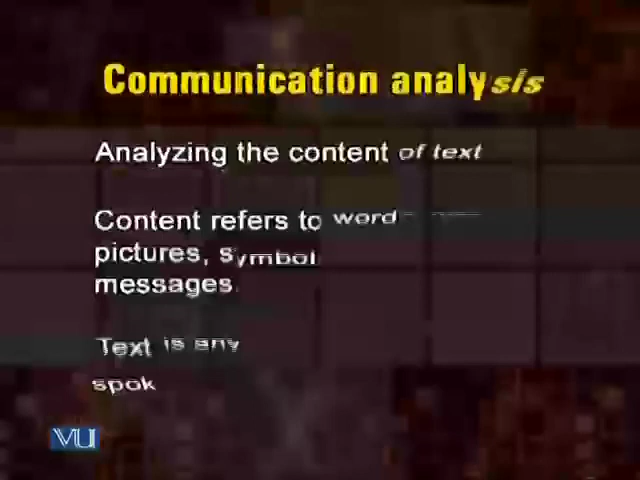 Communication analysis
Analyzing the content of text
Content refers to word
pictures, symbol
messages
Text is any
spok
VU